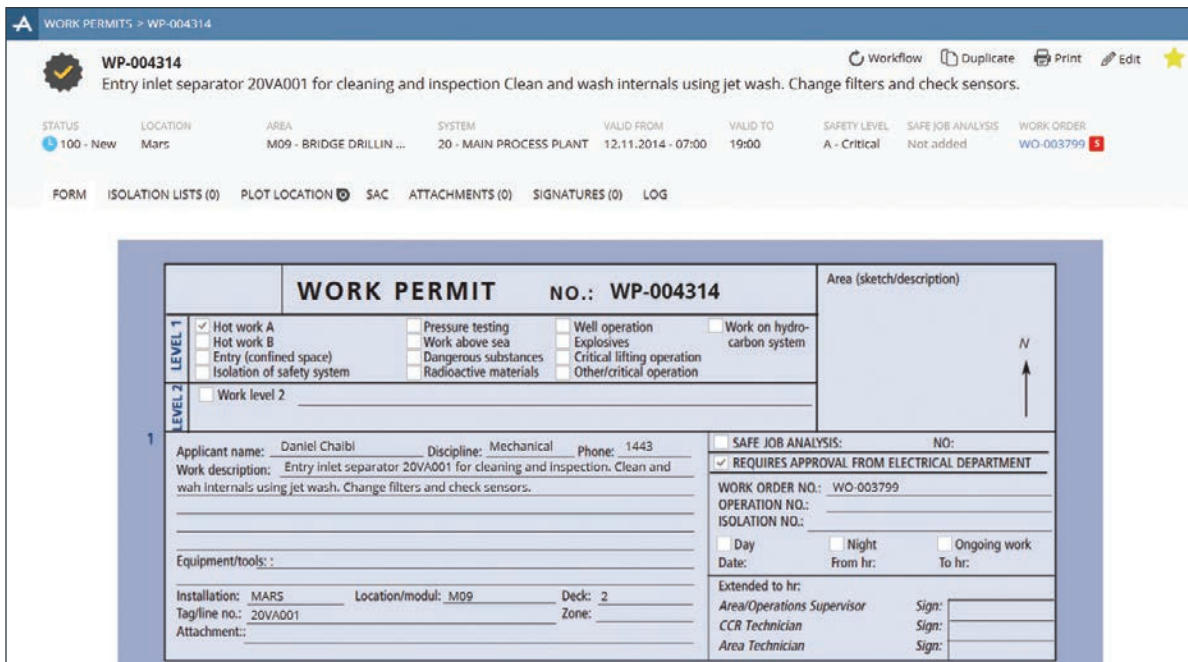 WORK PERMITS > WP-004314
WP-004314
Workflow Duplicate Print Edit
Entry inlet separator 20VA001 for cleaning and inspection Clean and wash internals using jet wash. Change filters and check sensors.
STATUS LOCATION AREA SYSTEM VALID FROM VALID TO SAFETY LEVEL SAFE JOB ANALYSIS WORK ORDER
100 - New Mars M09 - BRIDGE DRILLIN ... 20 - MAIN PROCESS PLANT 12.11.2014 - 07:00 19:00 A - Critical Not added WO-003799 S
FORM ISOLATION LISTS (0) PLOT LOCATION SAC ATTACHMENTS (0) SIGNATURES (0) LOG
WORK PERMIT NO.: WP-004314
Area (sketch/description)
N
LEVEL 1
Hot work A Pressure testing Well operation Work on hydro-
Hot work B Work above sea Explosives carbon system
Entry (confined space) Dangerous substances Critical lifting operation
Isolation of safety system Radioactive materials Other/critical operation
LEVEL 2
Work level 2
1
Applicant name: Daniel Chaibi Discipline: Mechanical Phone: 1443
Work description: Entry inlet separator 20VA001 for cleaning and inspection. Clean and
wah internals using jet wash. Change filters and check sensors.
Equipment/tools: :
Installation: MARS Location/modul: M09 Deck: 2
Tag/line no.: 20VA001 Zone:
Attachment::
SAFE JOB ANALYSIS: NO:
REQUIRES APPROVAL FROM ELECTRICAL DEPARTMENT
WORK ORDER NO.: WO-003799
OPERATION NO.:
ISOLATION NO.:
Day Night Ongoing work
Date: From hr: To hr:
Extended to hr:
Area/Operations Supervisor Sign:
CCR Technician Sign:
Area Technician Sign: